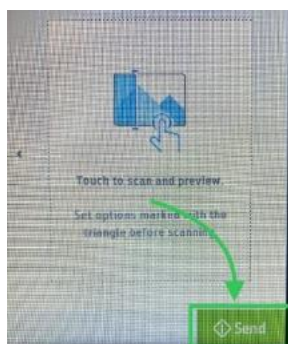 Touch to scan and preview.
Set options marked with the
triangle before scanning.
Send